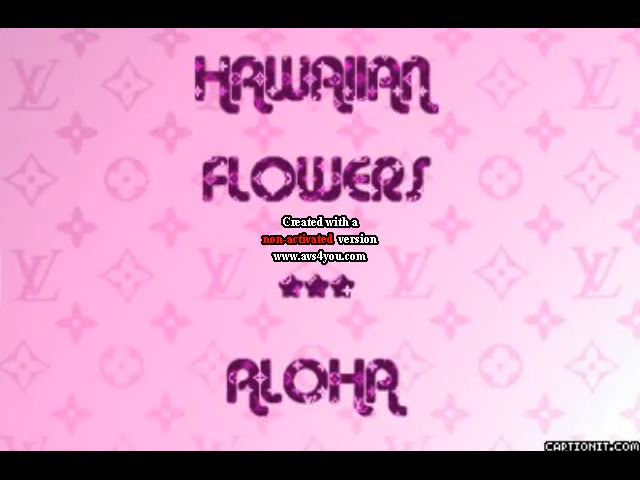 HAWAIIAN
FLOWERS
Created with a
non-activated version
www.avs4you.com
ALOHA
CAPTIONIT.COM